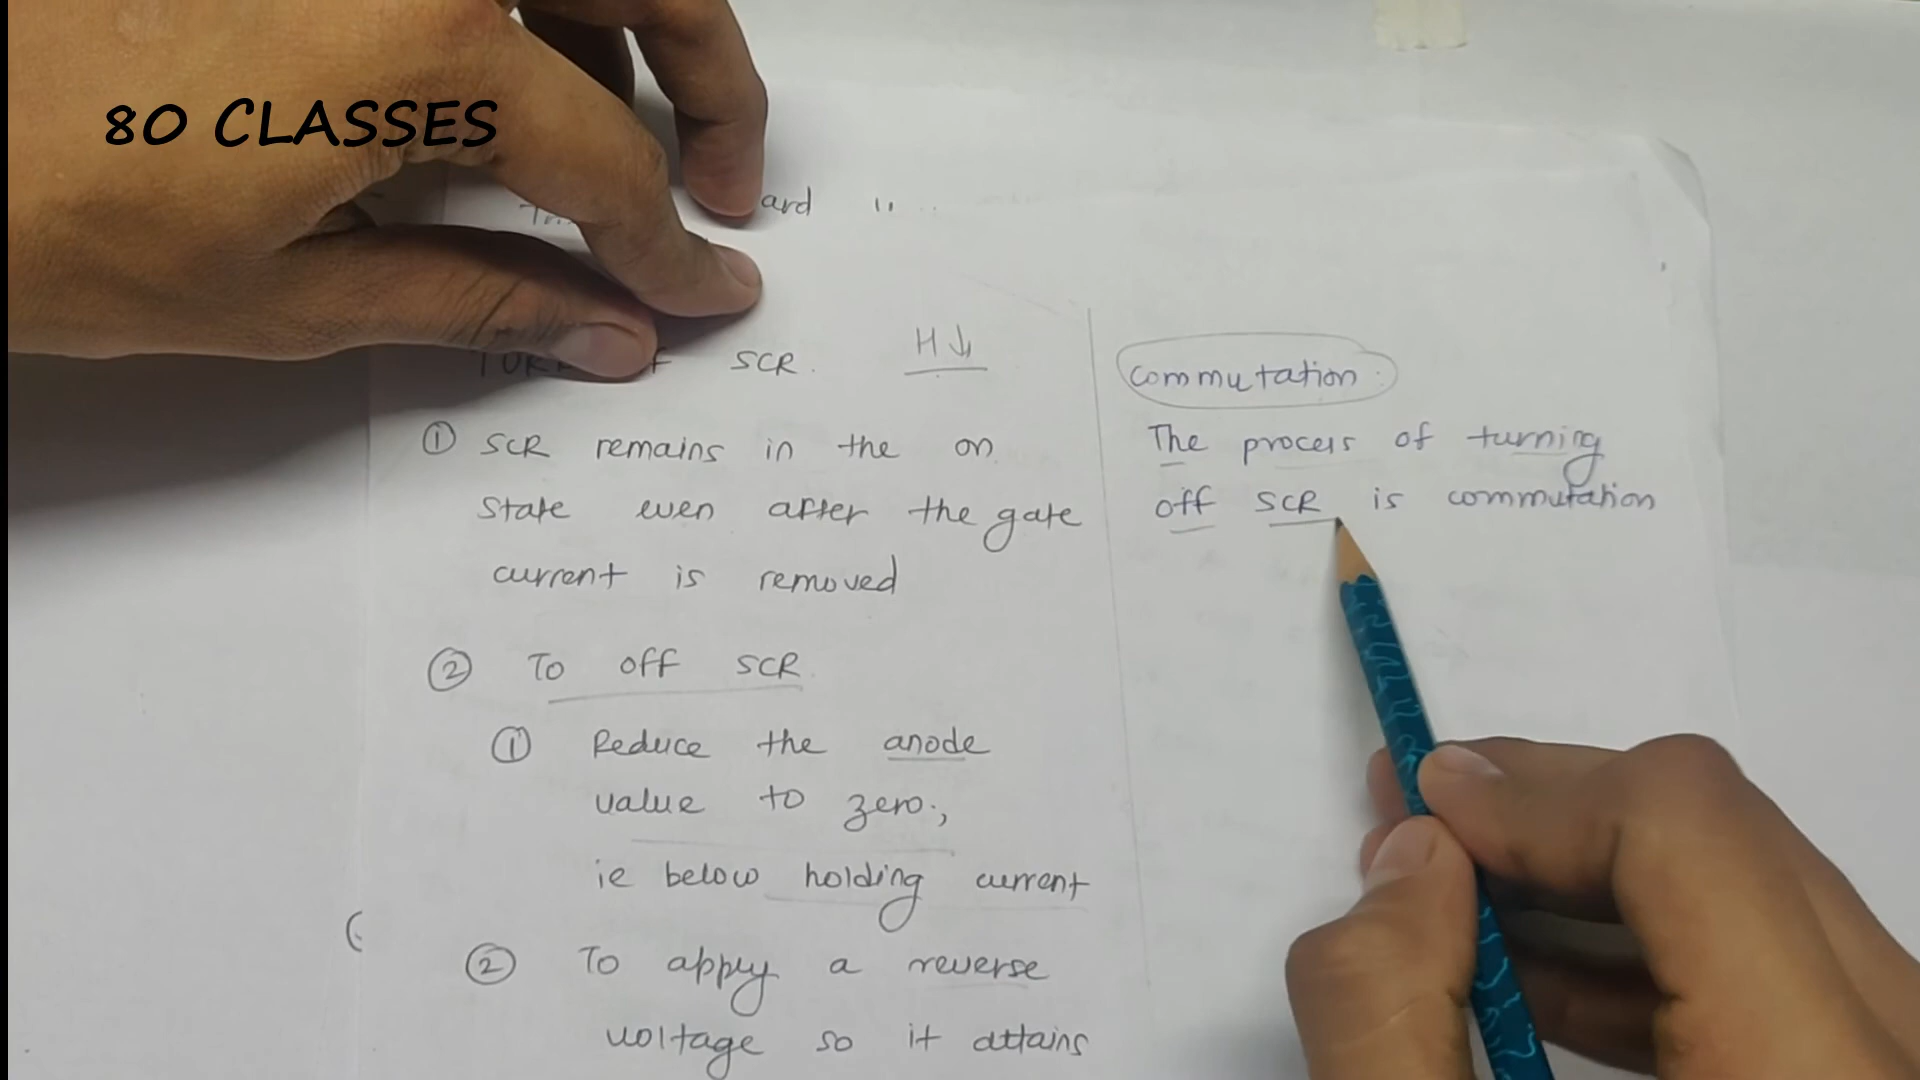 80 CLASSES
ard "
SCR. H↓
① SCR remains in the on
state even after the gate
current is removed
② To off SCR.
① Reduce the anode
value to zero.,
ie below holding current
② To apply a reverse
voltage so it attains
commutation :
The process of turning
off SCR is commutation